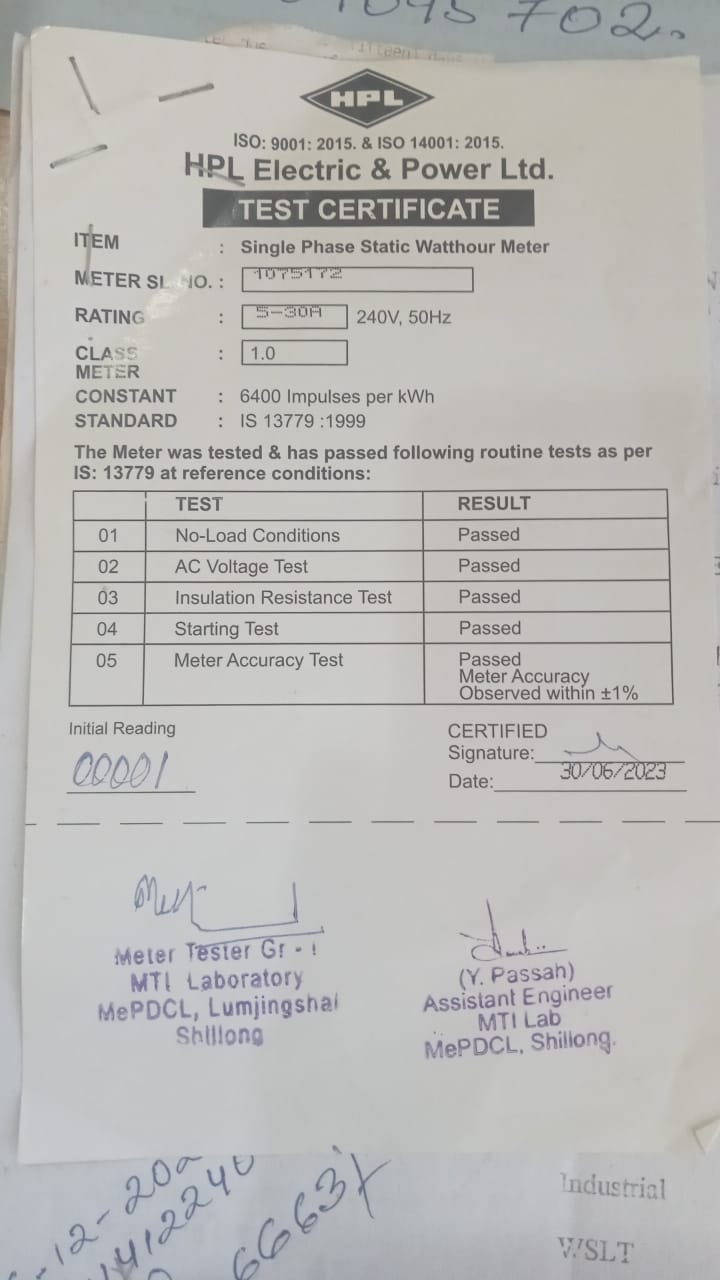 702.
HPL
ISO: 9001: 2015. & ISO 14001: 2015.
HPL Electric & Power Ltd.
TEST CERTIFICATE
ITEM : Single Phase Static Watthour Meter
METER SL NO. : 1075172
RATING : 5-30A 240V, 50Hz
CLASS : 1.0
METER
CONSTANT : 6400 Impulses per kWh
STANDARD : IS 13779 :1999
The Meter was tested & has passed following routine tests as per
IS: 13779 at reference conditions:
TEST RESULT
01 No-Load Conditions Passed
02 AC Voltage Test Passed
03 Insulation Resistance Test Passed
04 Starting Test Passed
05 Meter Accuracy Test Passed
Meter Accuracy
Observed within ±1%
Initial Reading
00001
CERTIFIED
Signature:
Date: 30/06/2023
Meter Tester Gr - I
MTL Laboratory
MePDCL, Lumjingshai
Shillong
(Y. Passah)
Assistant Engineer
MTI Lab
MePDCL, Shillong.
Industrial
WSLT